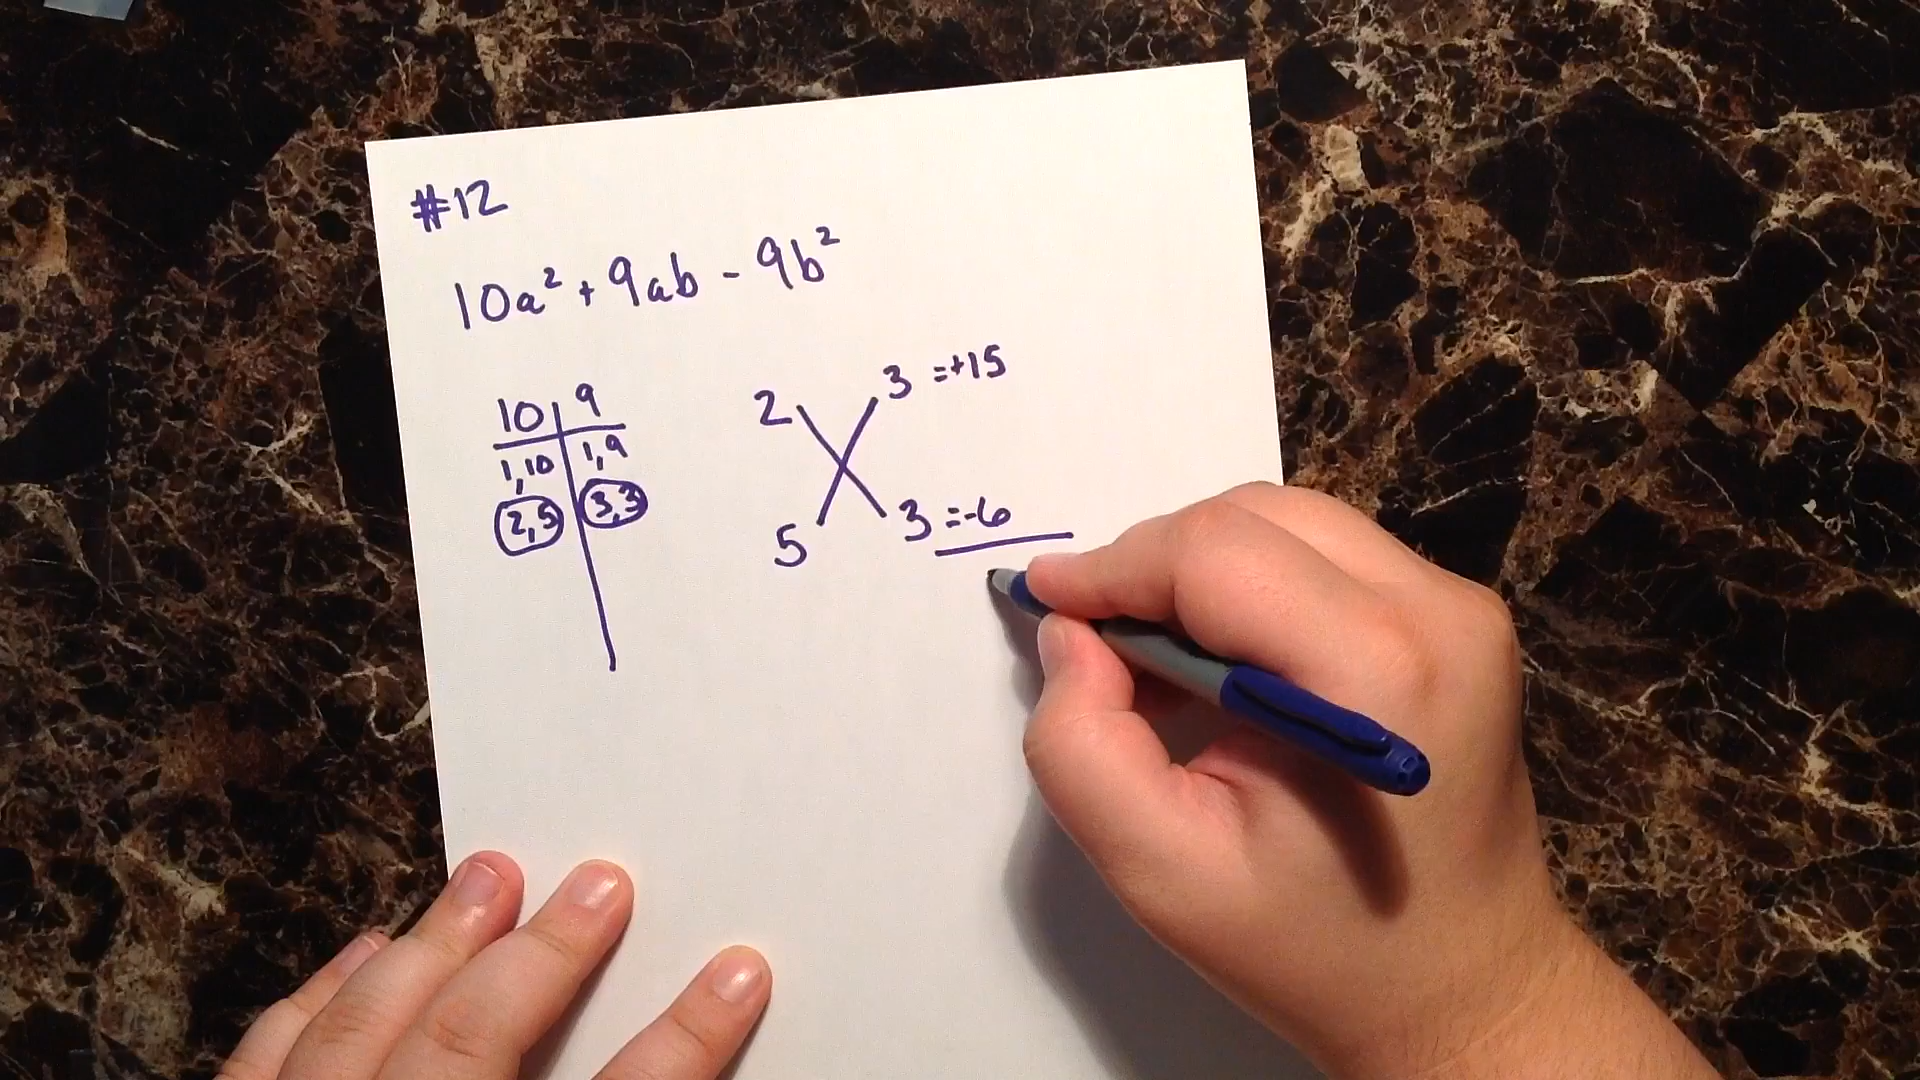 #12
10a² + 9ab - 9b²
10 | 9
1,10 | 1,9
2,5 | 3,3
2 3 =+15
5 3 =-6